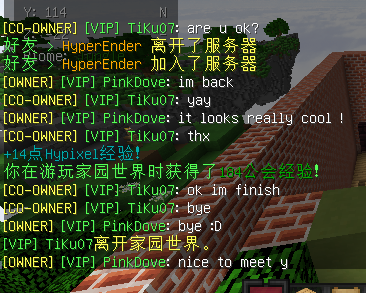 Y: 114 N
[CO-OWNER] [VIP] TiKu07: are u ok?
好友 > HyperEnder 离开了服务器
Home:
好友 > HyperEnder 加入了服务器
[OWNER] [VIP] PinkDove: im back
[CO-OWNER] [VIP] TiKu07: yay
[OWNER] [VIP] PinkDove: it looks really cool !
[CO-OWNER] [VIP] TiKu07: thx
+14点Hypixel经验!
你在游玩家园世界时获得了104公会经验!
[CO-OWNER] [VIP] TiKu07: ok im finish
[CO-OWNER] [VIP] TiKu07: bye
[OWNER] [VIP] PinkDove: bye :D
[VIP] TiKu07离开家园世界。
[OWNER] [VIP] PinkDove: nice to meet y